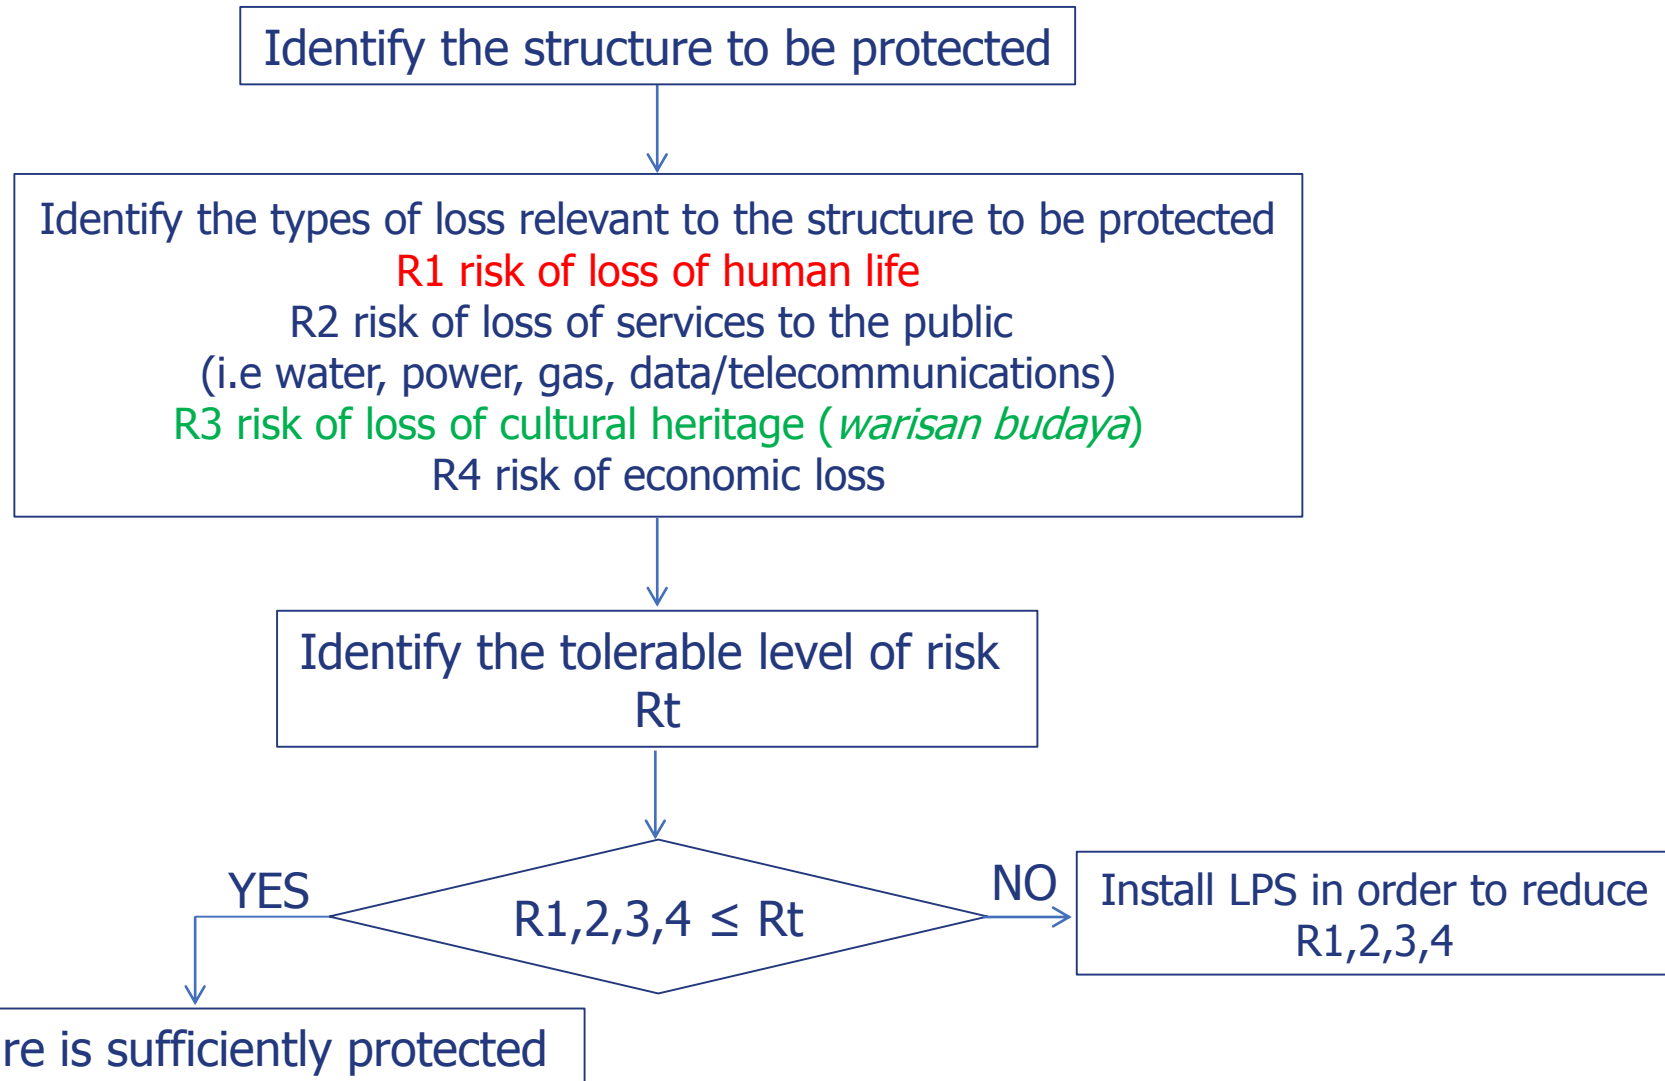 Identify the structure to be protected
Identify the types of loss relevant to the structure to be protected
R1 risk of loss of human life
R2 risk of loss of services to the public
(i.e water, power, gas, data/telecommunications)
R3 risk of loss of cultural heritage (warisan budaya)
R4 risk of economic loss
Identify the tolerable level of risk
Rt
YES
R1,2,3,4 ≤ Rt
NO
Install LPS in order to reduce
R1,2,3,4
re is sufficiently protected